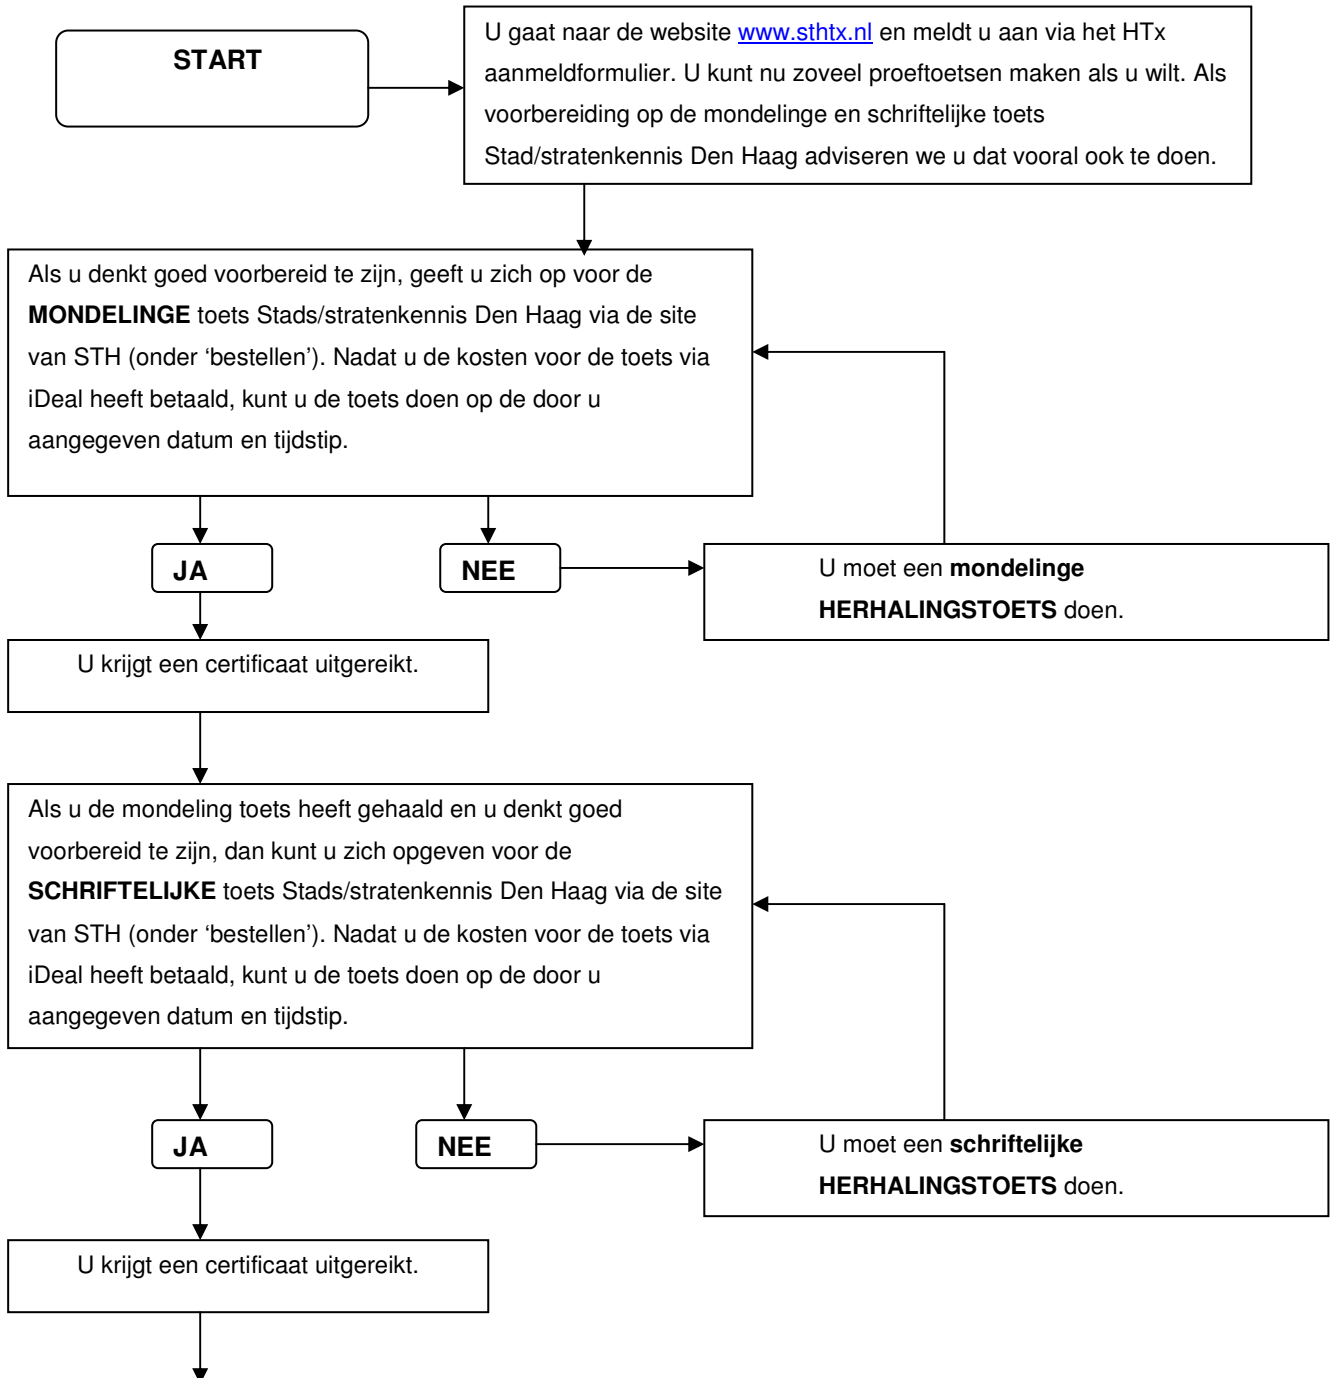 START
U gaat naar de website www.sthtx.nl en meldt u aan via het HTx
aanmeldformulier. U kunt nu zoveel proeftoetsen maken als u wilt. Als
voorbereiding op de mondelinge en schriftelijke toets
Stad/stratenkennis Den Haag adviseren we u dat vooral ook te doen.
Als u denkt goed voorbereid te zijn, geeft u zich op voor de
MONDELINGE toets Stads/stratenkennis Den Haag via de site
van STH (onder ‘bestellen’). Nadat u de kosten voor de toets via
iDeal heeft betaald, kunt u de toets doen op de door u
aangegeven datum en tijdstip.
JA
NEE
U moet een mondelinge
HERHALINGSTOETS doen.
U krijgt een certificaat uitgereikt.
Als u de mondeling toets heeft gehaald en u denkt goed
voorbereid te zijn, dan kunt u zich opgeven voor de
SCHRIFTELIJKE toets Stads/stratenkennis Den Haag via de site
van STH (onder ‘bestellen’). Nadat u de kosten voor de toets via
iDeal heeft betaald, kunt u de toets doen op de door u
aangegeven datum en tijdstip.
JA
NEE
U moet een schriftelijke
HERHALINGSTOETS doen.
U krijgt een certificaat uitgereikt.